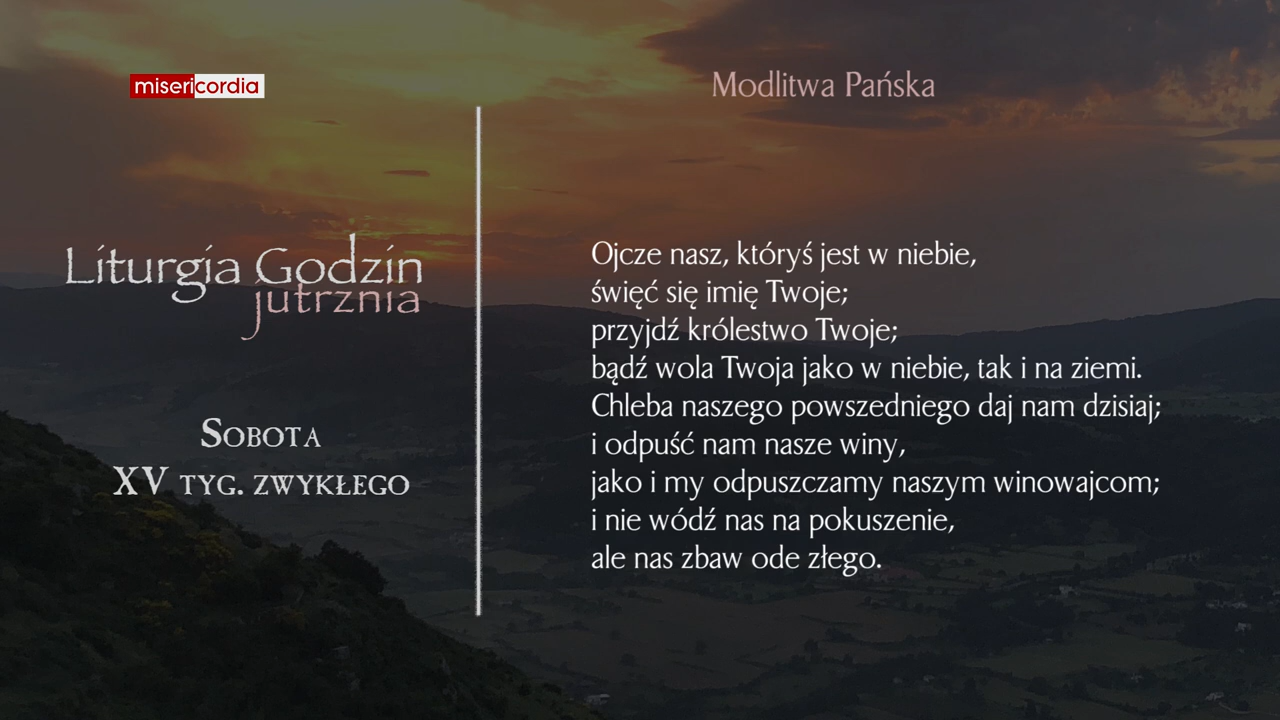 misericordia
Liturgia Godzin
jutrznia
Sobota
XV tyg. zwykłego
Modlitwa Pańska
Ojcze nasz, któryś jest w niebie,
święć się imię Twoje;
przyjdź królestwo Twoje;
bądź wola Twoja jako w niebie, tak i na ziemi.
Chleba naszego powszedniego daj nam dzisiaj;
i odpuść nam nasze winy,
jako i my odpuszczamy naszym winowajcom;
i nie wódź nas na pokuszenie,
ale nas zbaw ode złego.